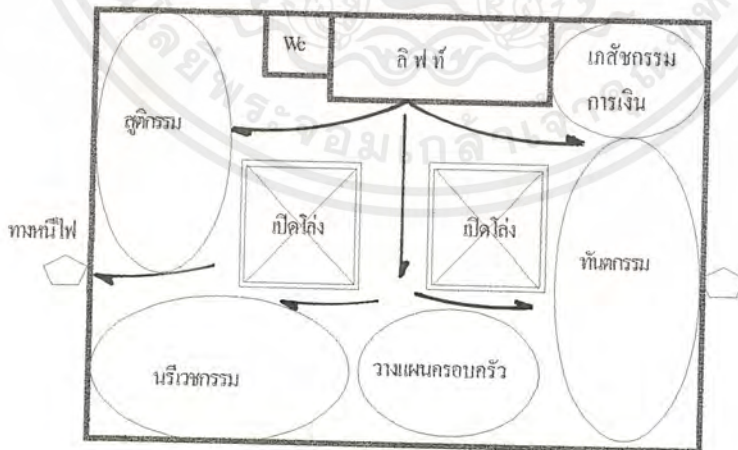 Wc
ลิฟท์
เภสัชกรรม
การเงิน
สูติกรรม
ทางหนีไฟ
เปิดโล่ง
เปิดโล่ง
ทันตกรรม
นรีเวชกรรม
วางแผนครอบครัว